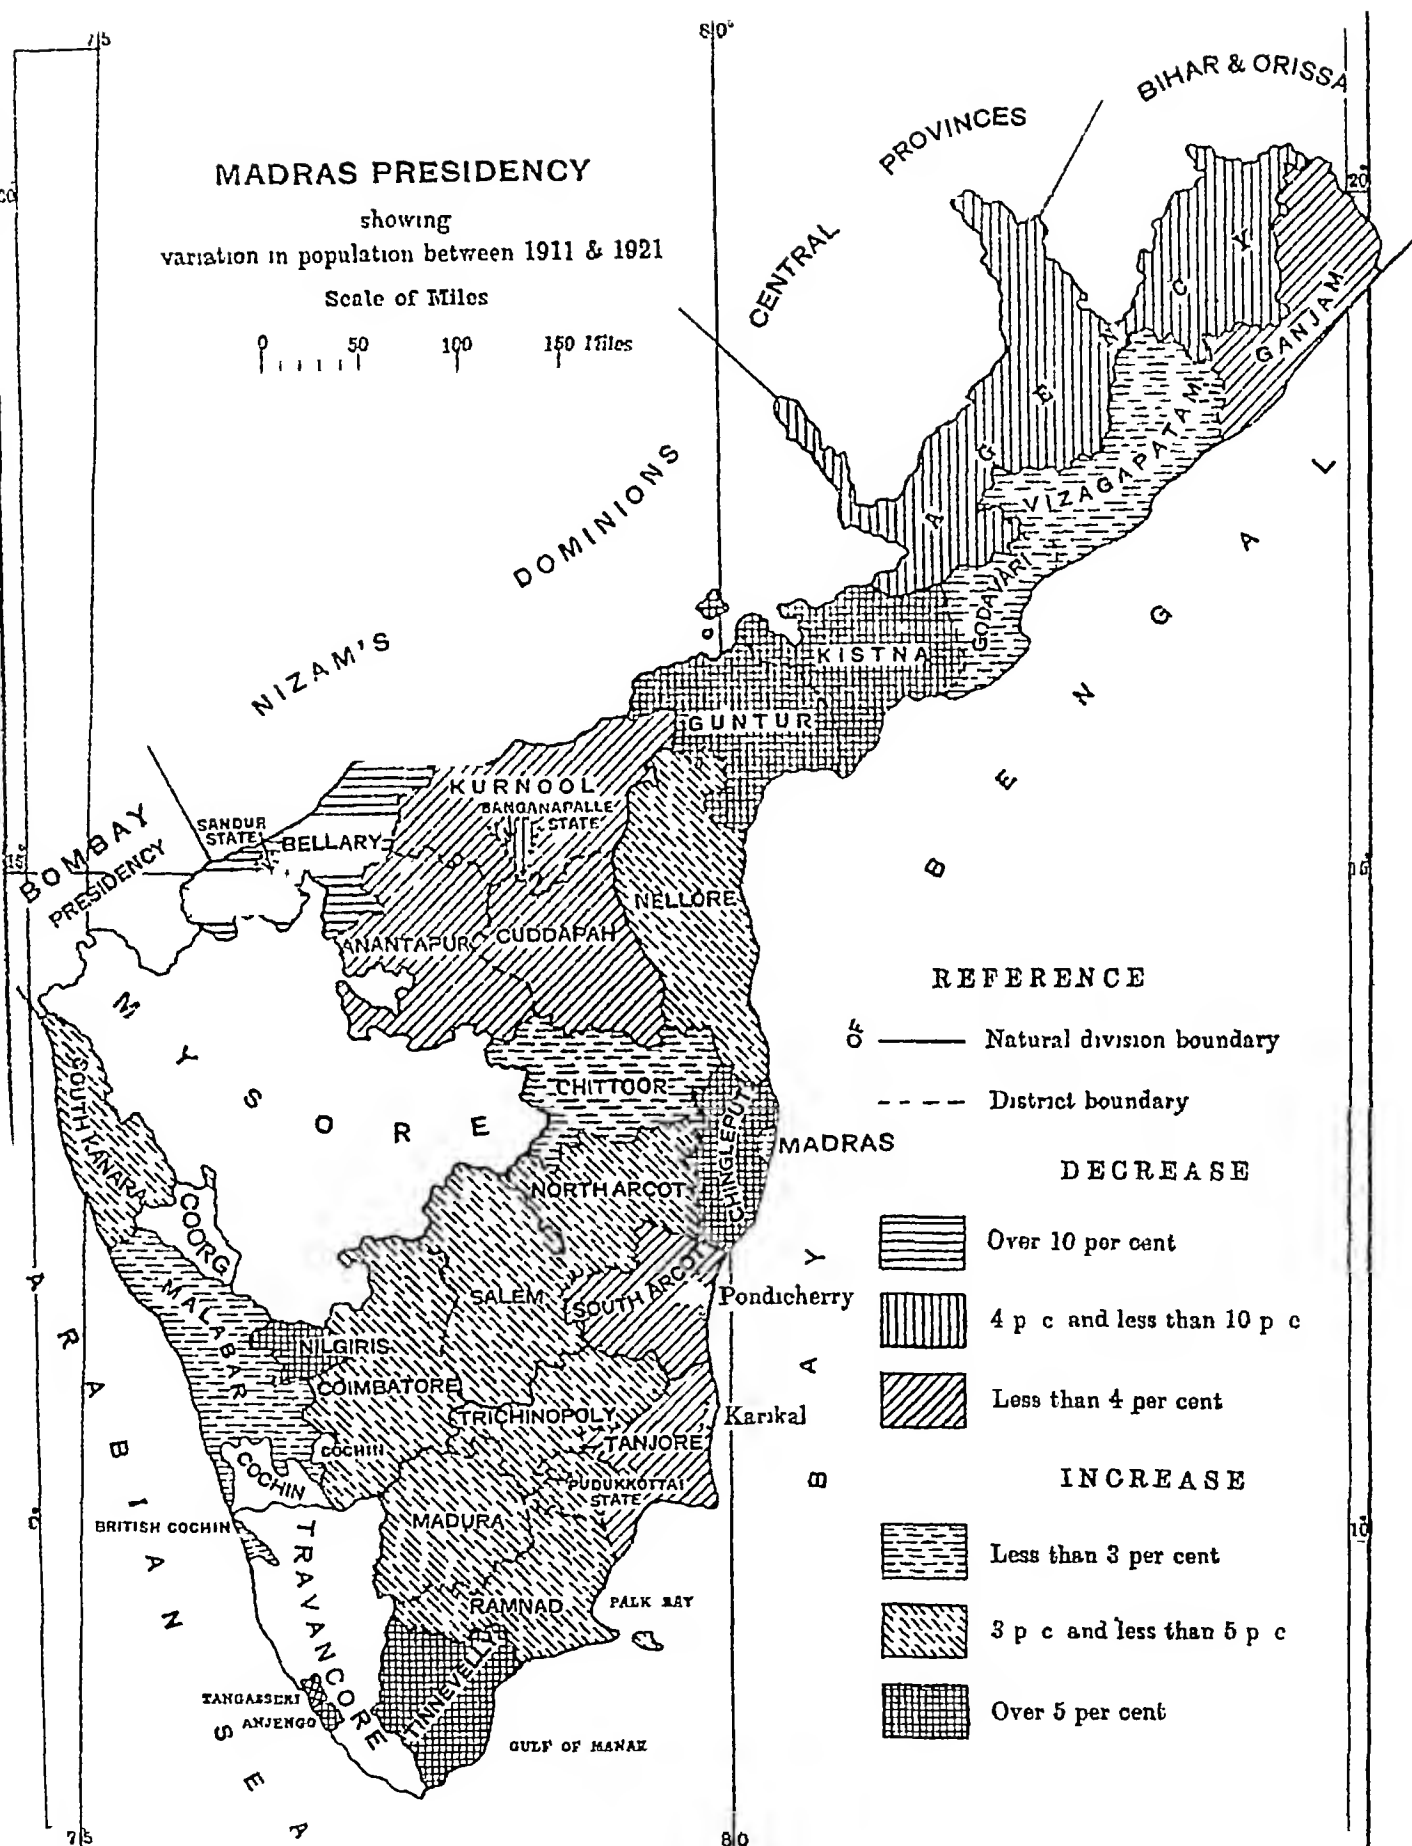 75
80°
BIHAR & ORISSA
PROVINCES
CENTRAL
MADRAS PRESIDENCY
showing
variation in population between 1911 & 1921
Scale of Miles
0 50 100 150 Miles
20°
AGENCY
GANJAM
VIZAGAPATAM
GODAVARI
KISTNA
GUNTUR
NIZAM'S
DOMINIONS
KURNOOL
BANGANAPALLE
STATE
SANDUR
STATE
BELLARY
BOMBAY
PRESIDENCY
15°
NELLORE
ANANTAPUR
CUDDAPAH
MYSORE
CHITTOOR
CHINGLEPUT
MADRAS
SOUTH KANARA
NORTH ARCOT
COORG
MALABAR
SALEM
SOUTH ARCOT
Pondicherry
NILGIRIS
COIMBATORE
TRICHINOPOLY
Karikal
TANJORE
COCHIN
COCHIN
PUDUKKOTTAI
STATE
BRITISH COCHIN
MADURA
TRAVANCORE
RAMNAD
PALK BAY
TINNEVELLY
TANGASSERI
ANJENGO
GULF OF MANAR
ARABIAN SEA
BAY
OF
BENGAL
REFERENCE
Natural division boundary
District boundary
DECREASE
Over 10 per cent
4 p c and less than 10 p c
Less than 4 per cent
INCREASE
Less than 3 per cent
3 p c and less than 5 p c
Over 5 per cent
10°
75
80